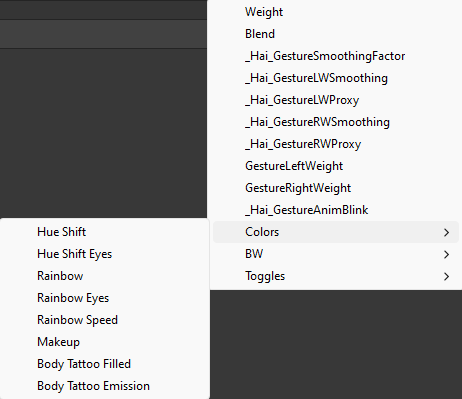 Weight
Blend
_Hai_GestureSmoothingFactor
_Hai_GestureLWSmoothing
_Hai_GestureLWProxy
_Hai_GestureRWSmoothing
_Hai_GestureRWProxy
GestureLeftWeight
GestureRightWeight
_Hai_GestureAnimBlink
Colors
BW
Toggles
Hue Shift
Hue Shift Eyes
Rainbow
Rainbow Eyes
Rainbow Speed
Makeup
Body Tattoo Filled
Body Tattoo Emission